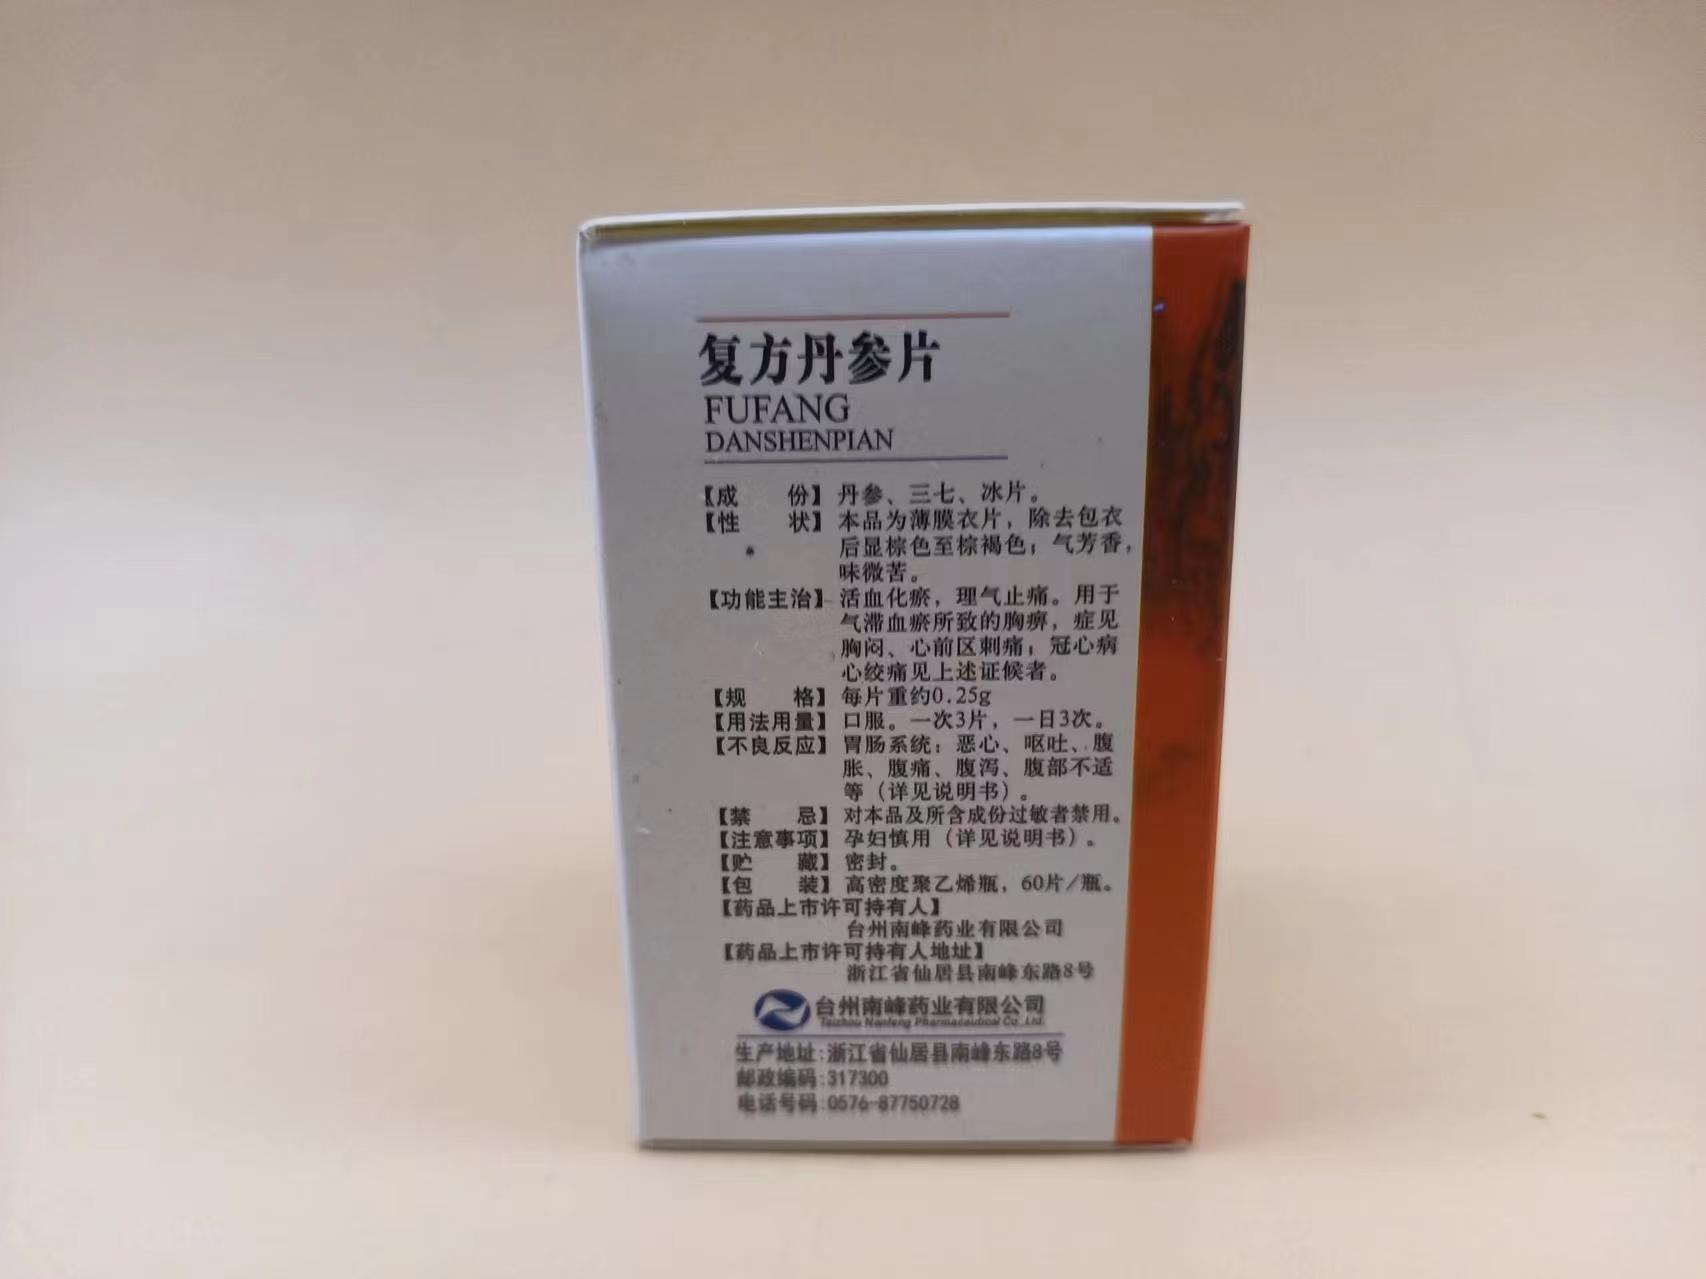 复方丹参片
FUFANG
DANSHENPIAN
【成 份】丹参、三七、冰片。
【性 状】本品为薄膜衣片，除去包衣
后显棕色至棕褐色；气芳香，
味微苦。
【功能主治】活血化瘀，理气止痛。用于
气滞血瘀所致的胸痹，症见
胸闷、心前区刺痛；冠心病
心绞痛见上述证候者。
【规 格】每片重约0.25g
【用法用量】口服。一次3片，一日3次。
【不良反应】胃肠系统：恶心、呕吐、腹
胀、腹痛、腹泻、腹部不适
等（详见说明书）。
【禁 忌】对本品及所含成份过敏者禁用。
【注意事项】孕妇慎用（详见说明书）。
【贮 藏】密封。
【包 装】高密度聚乙烯瓶，60片/瓶。
【药品上市许可持有人】
台州南峰药业有限公司
【药品上市许可持有人地址】
浙江省仙居县南峰东路8号
台州南峰药业有限公司
Taizhou Nanfeng Pharmaceutical Co.,Ltd.
生产地址:浙江省仙居县南峰东路8号
邮政编码:317300
电话号码:0576-87750728